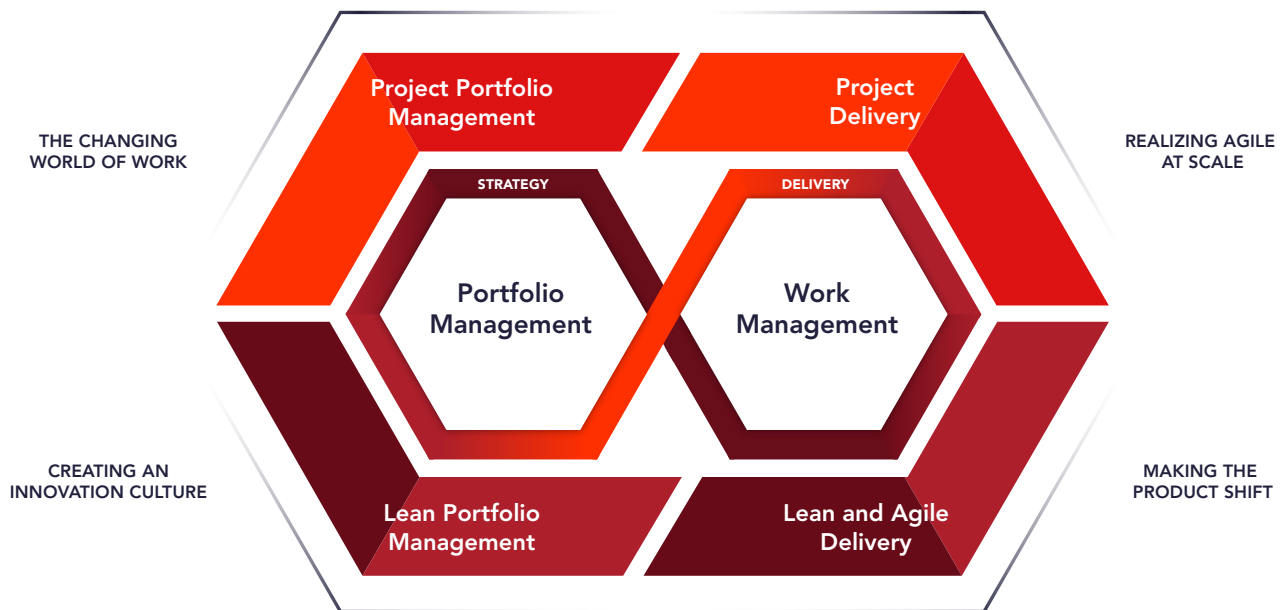 Project Portfolio
Management
Project
Delivery
THE CHANGING
WORLD OF WORK
REALIZING AGILE
AT SCALE
STRATEGY
DELIVERY
Portfolio
Management
Work
Management
CREATING AN
INNOVATION CULTURE
MAKING THE
PRODUCT SHIFT
Lean Portfolio
Management
Lean and Agile
Delivery